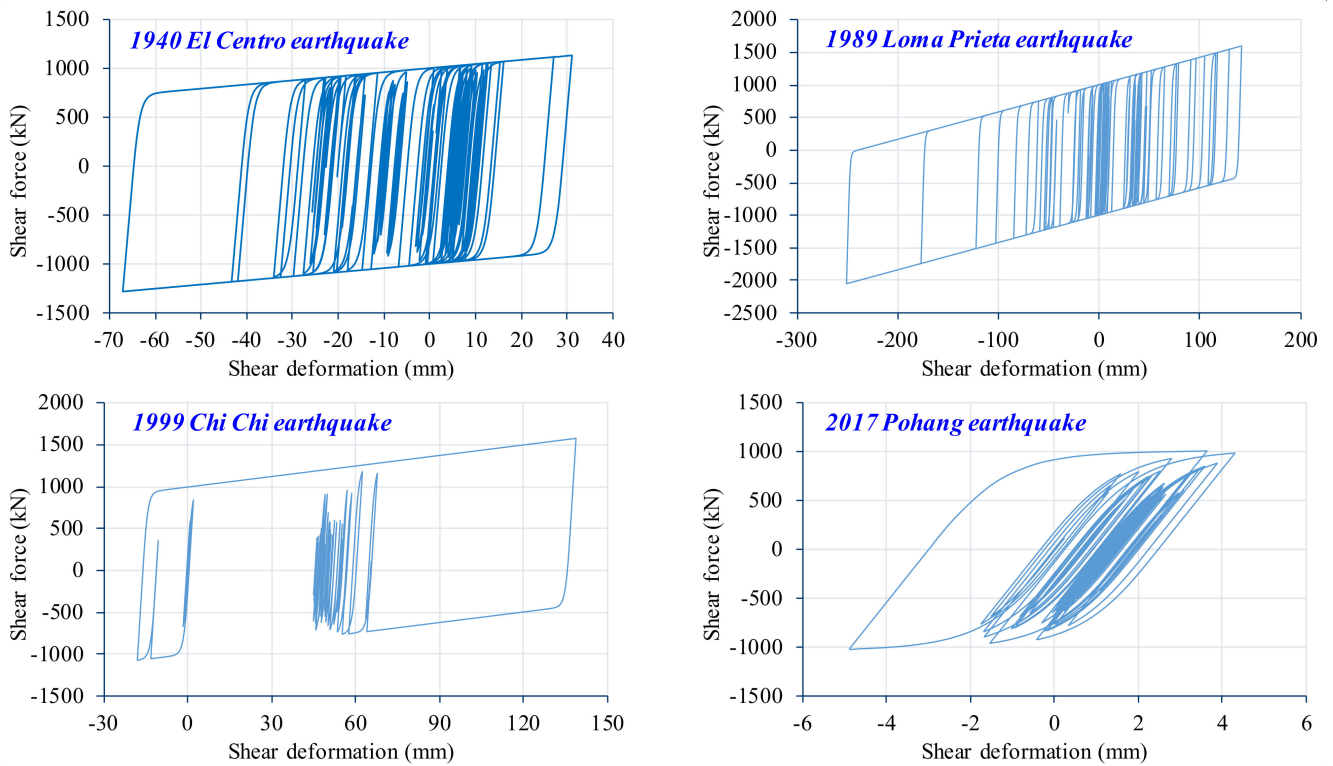 1940 El Centro earthquake
Shear force (kN)
1500
1000
500
0
-500
-1000
-1500
-70 -60 -50 -40 -30 -20 -10 0 10 20 30 40
Shear deformation (mm)
1989 Loma Prieta earthquake
Shear force (kN)
2000
1500
1000
500
0
-500
-1000
-1500
-2000
-2500
-300 -200 -100 0 100 200
Shear deformation (mm)
1999 Chi Chi earthquake
Shear force (kN)
2000
1500
1000
500
0
-500
-1000
-1500
-30 0 30 60 90 120 150
Shear deformation (mm)
2017 Pohang earthquake
Shear force (kN)
1500
1000
500
0
-500
-1000
-1500
-6 -4 -2 0 2 4 6
Shear deformation (mm)